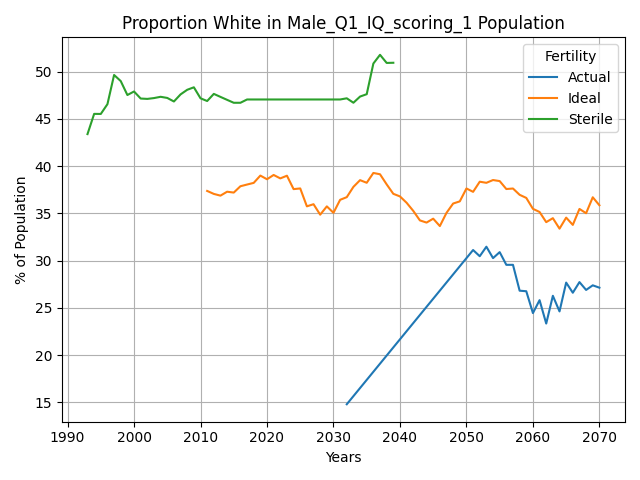 Proportion White in Male_Q1_IQ_scoring_1 Population
% of Population
50
45
40
35
30
25
20
15
Fertility
Actual
Ideal
Sterile
1990 2000 2010 2020 2030 2040 2050 2060 2070
Years